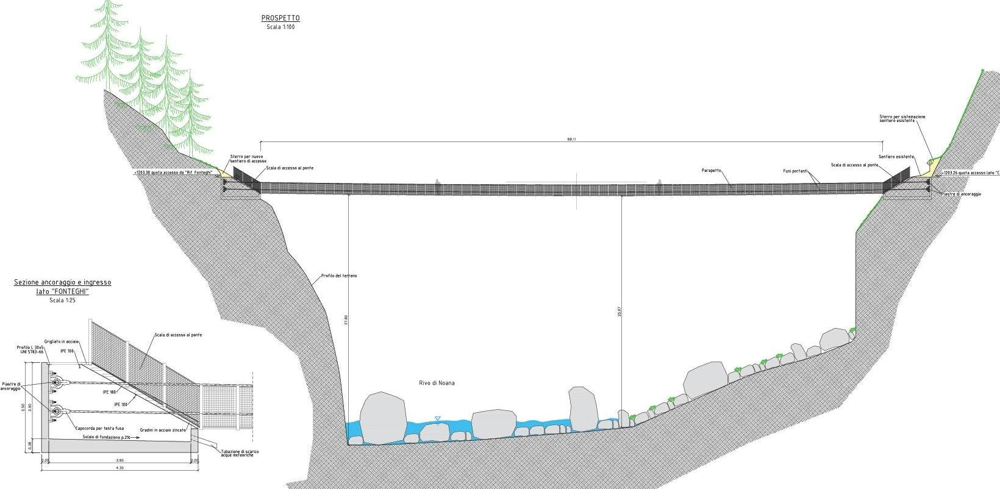 PROSPETTO
Scala 1:100
69.11
Sterro per sistemazione
sentiero esistente
Sterro per nuovo
sentiero di accesso
Scala di accesso al ponte
+1203.30 quota accesso da "Rif. Fonteghi"
Parapetto
Funi portanti
Scala di accesso al ponte
Sentiero esistente
+1203.26 quota accesso lato "C
Piastre di ancoraggio
Profilo del terreno
27.80
25.67
Rivo di Noana
Sezione ancoraggio e ingresso
lato "FONTEGHI"
Scala 1:25
Scala di accesso al ponte
Grigliato in acciaio
Profilo L 30x5
UNI 5783-66
IPE 100
Piastre di
ancoraggio
IPE 180
IPE 100
2.50
2.50
0.38
Capocorda per testa fusa
Gradini in acciaio zincato
Solaio di fondazione p.2%
Tubazione di scarico
acque meteoriche
0.20
3.95
0.20
4.35